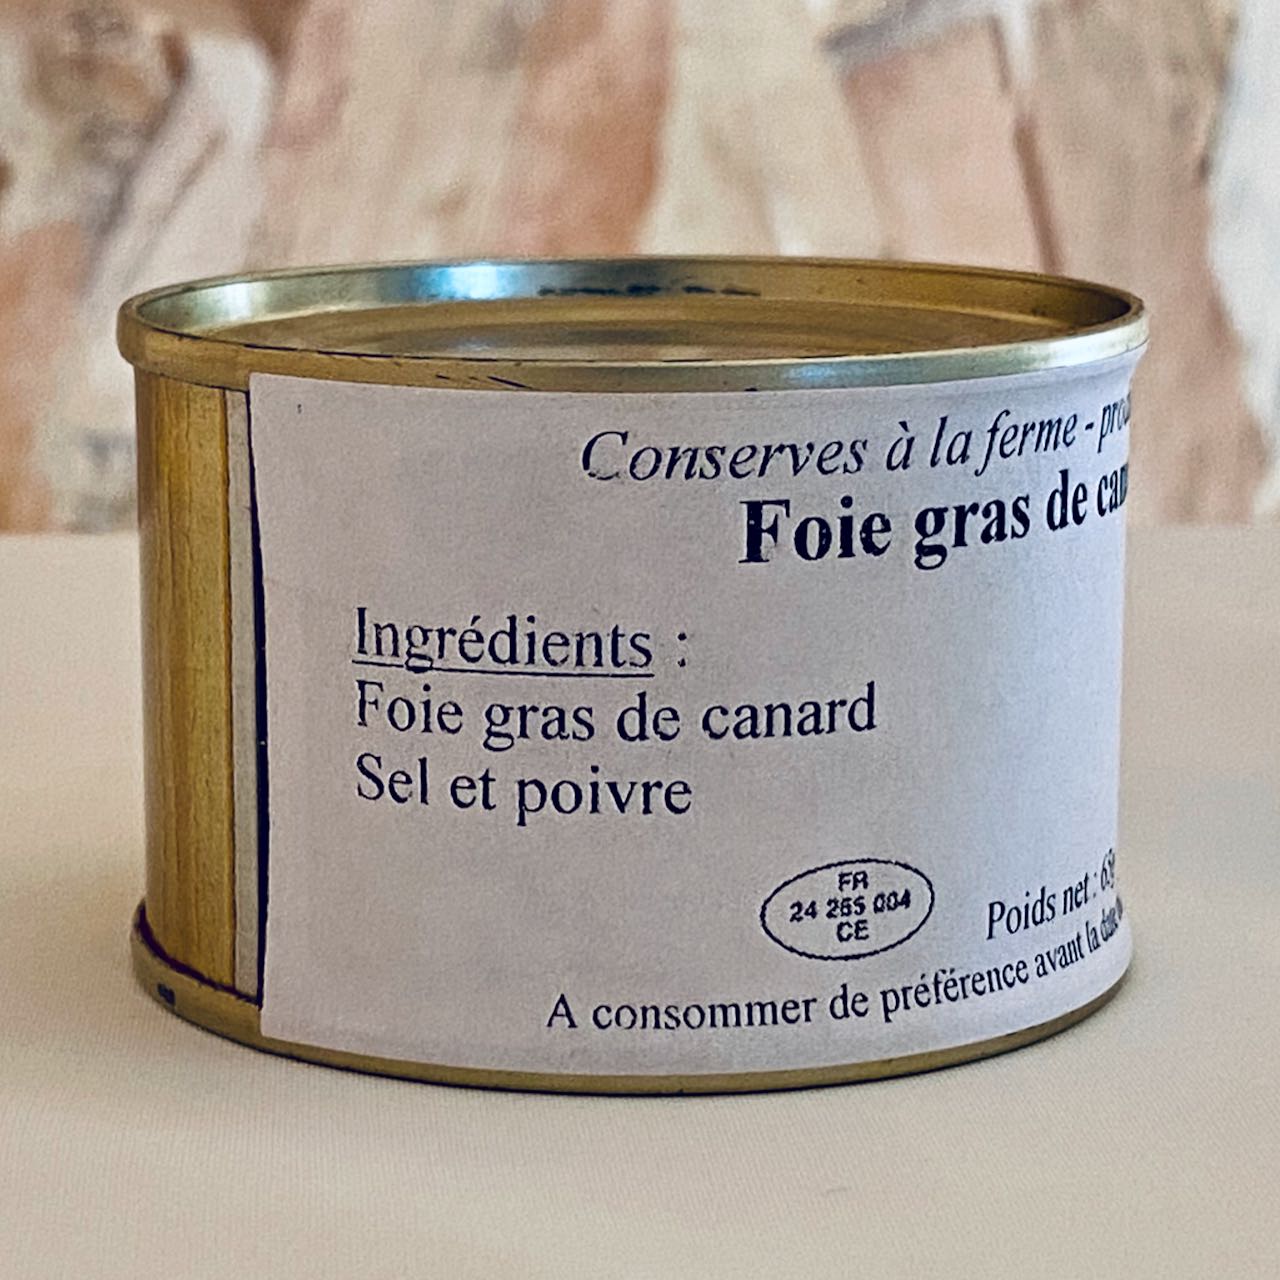 Conserves à la ferme -
Foie gras de
Ingrédients :
Foie gras de canard
Sel et poivre
FR
24 265 004
CE
Poids net :
A consommer de préférence avant la